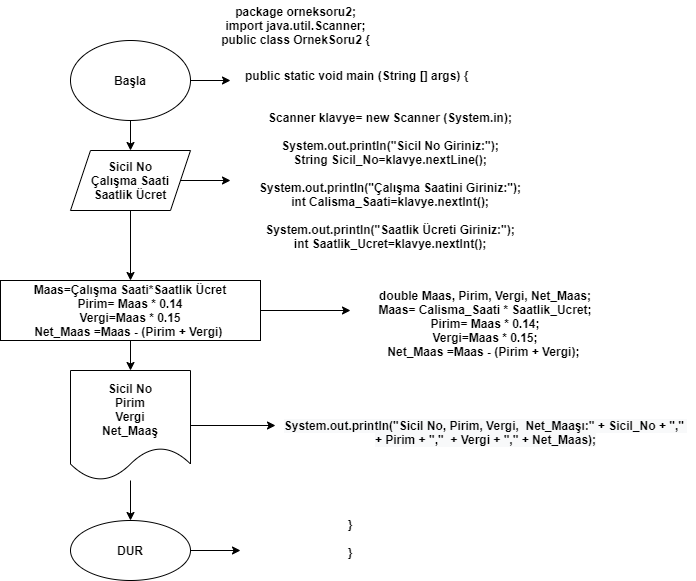 package orneksoru2;
import java.util.Scanner;
public class OrnekSoru2 {
Başla
public static void main (String [] args) {
Scanner klavye= new Scanner (System.in);
Sicil No
Çalışma Saati
Saatlik Ücret
System.out.println("Sicil No Giriniz:");
String Sicil_No=klavye.nextLine();
System.out.println("Çalışma Saatini Giriniz:");
int Calisma_Saati=klavye.nextInt();
System.out.println("Saatlik Ücreti Giriniz:");
int Saatlik_Ucret=klavye.nextInt();
Maas=Çalışma Saati*Saatlik Ücret
Pirim= Maas * 0.14
Vergi=Maas * 0.15
Net_Maas =Maas - (Pirim + Vergi)
double Maas, Pirim, Vergi, Net_Maas;
Maas= Calisma_Saati * Saatlik_Ucret;
Pirim= Maas * 0.14;
Vergi=Maas * 0.15;
Net_Maas =Maas - (Pirim + Vergi);
Sicil No
Pirim
Vergi
Net_Maaş
System.out.println("Sicil No, Pirim, Vergi,  Net_Maaşı:" + Sicil_No + ","
+ Pirim + ","  + Vergi + "," + Net_Maas);
DUR
}
}